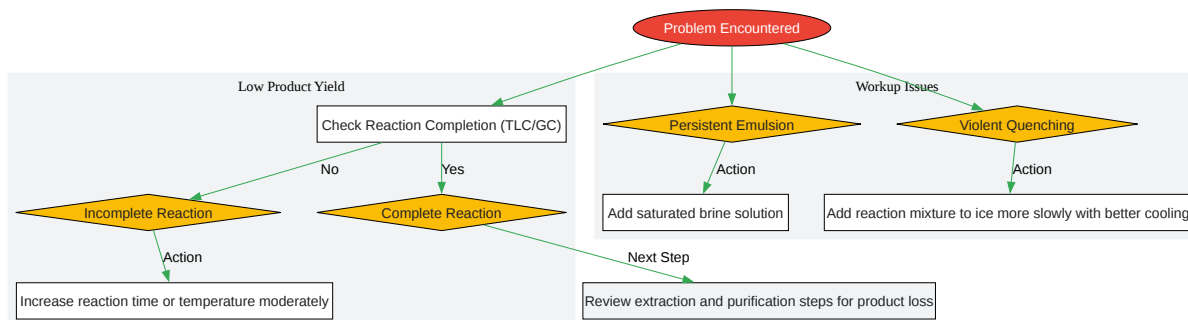 Problem Encountered
Low Product Yield
Workup Issues
Check Reaction Completion (TLC/GC)
Persistent Emulsion
Violent Quenching
No
Yes
Action
Action
Incomplete Reaction
Complete Reaction
Add saturated brine solution
Add reaction mixture to ice more slowly with better cooling
Action
Next Step
Increase reaction time or temperature moderately
Review extraction and purification steps for product loss